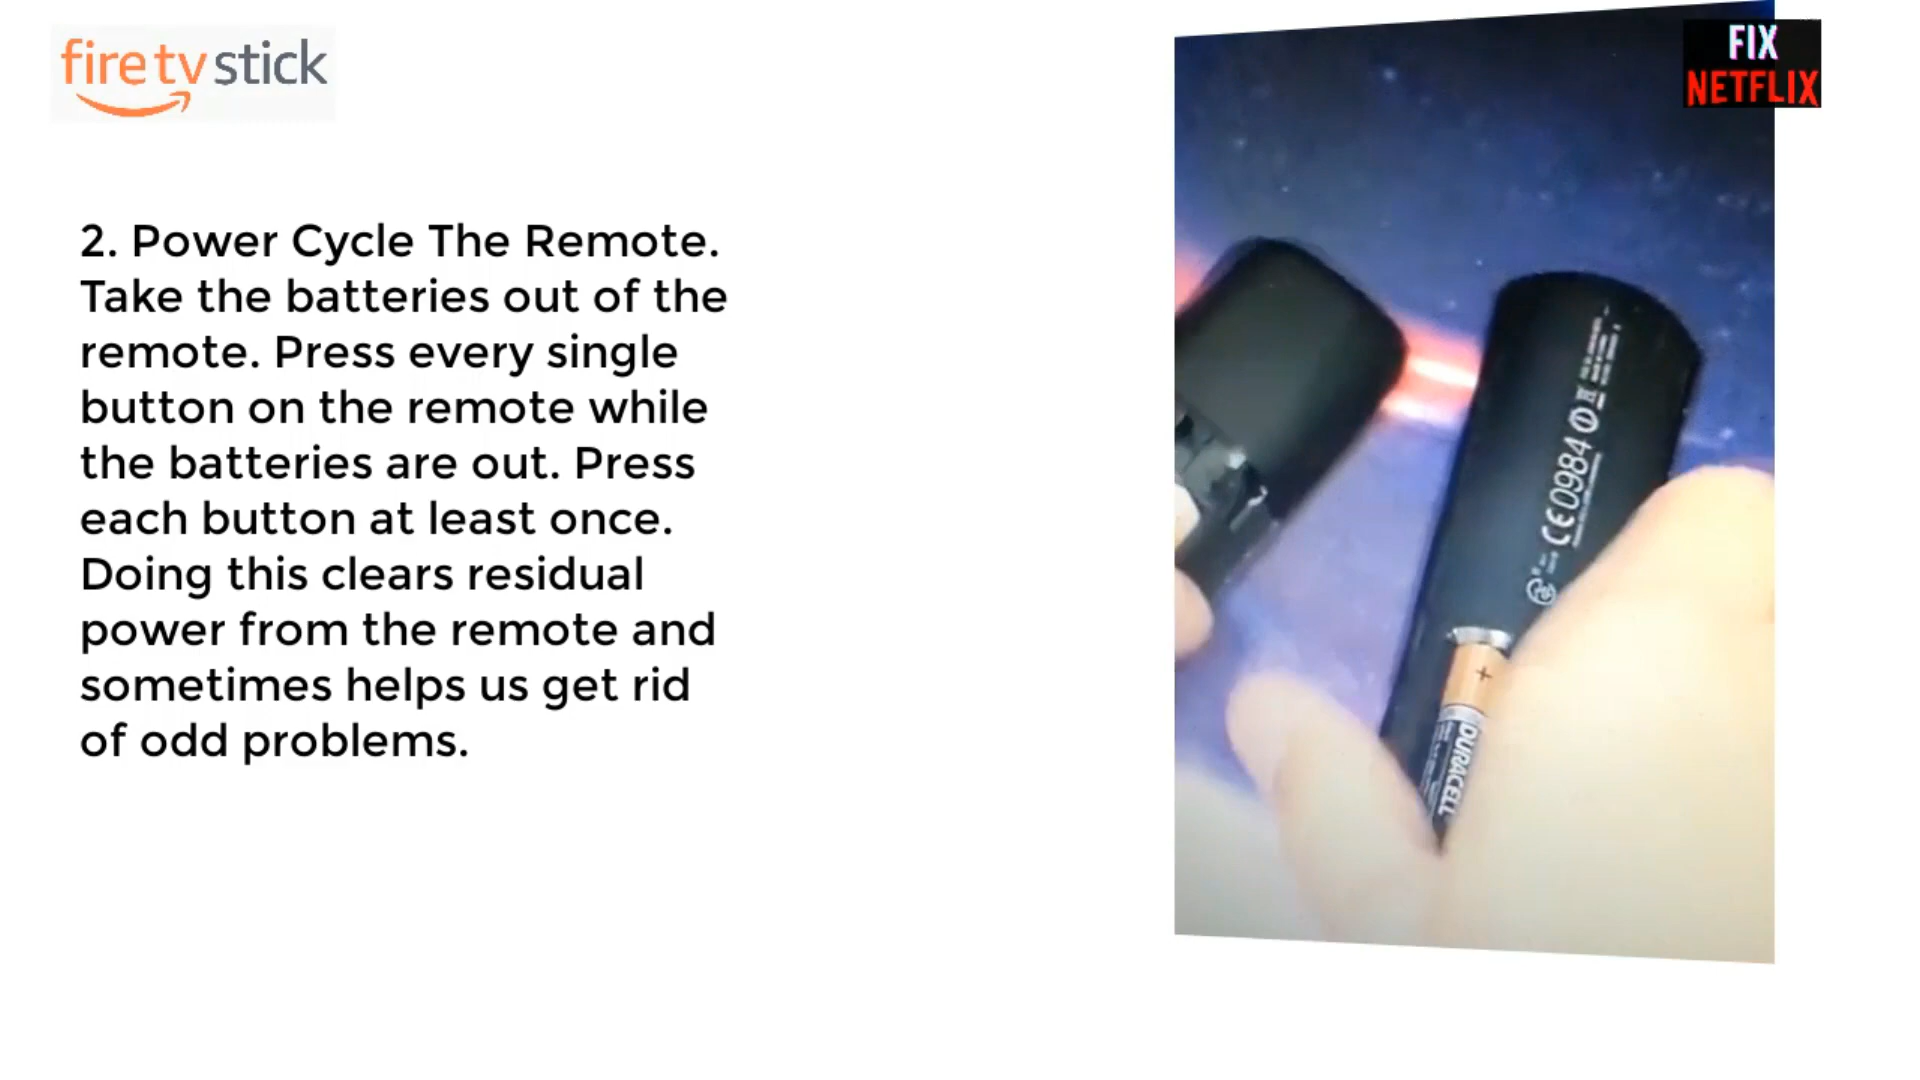 fire tv stick
FIX
NETFLIX
2. Power Cycle The Remote.
Take the batteries out of the
remote. Press every single
button on the remote while
the batteries are out. Press
each button at least once.
Doing this clears residual
power from the remote and
sometimes helps us get rid
of odd problems.
CE0984
+
DURACELL